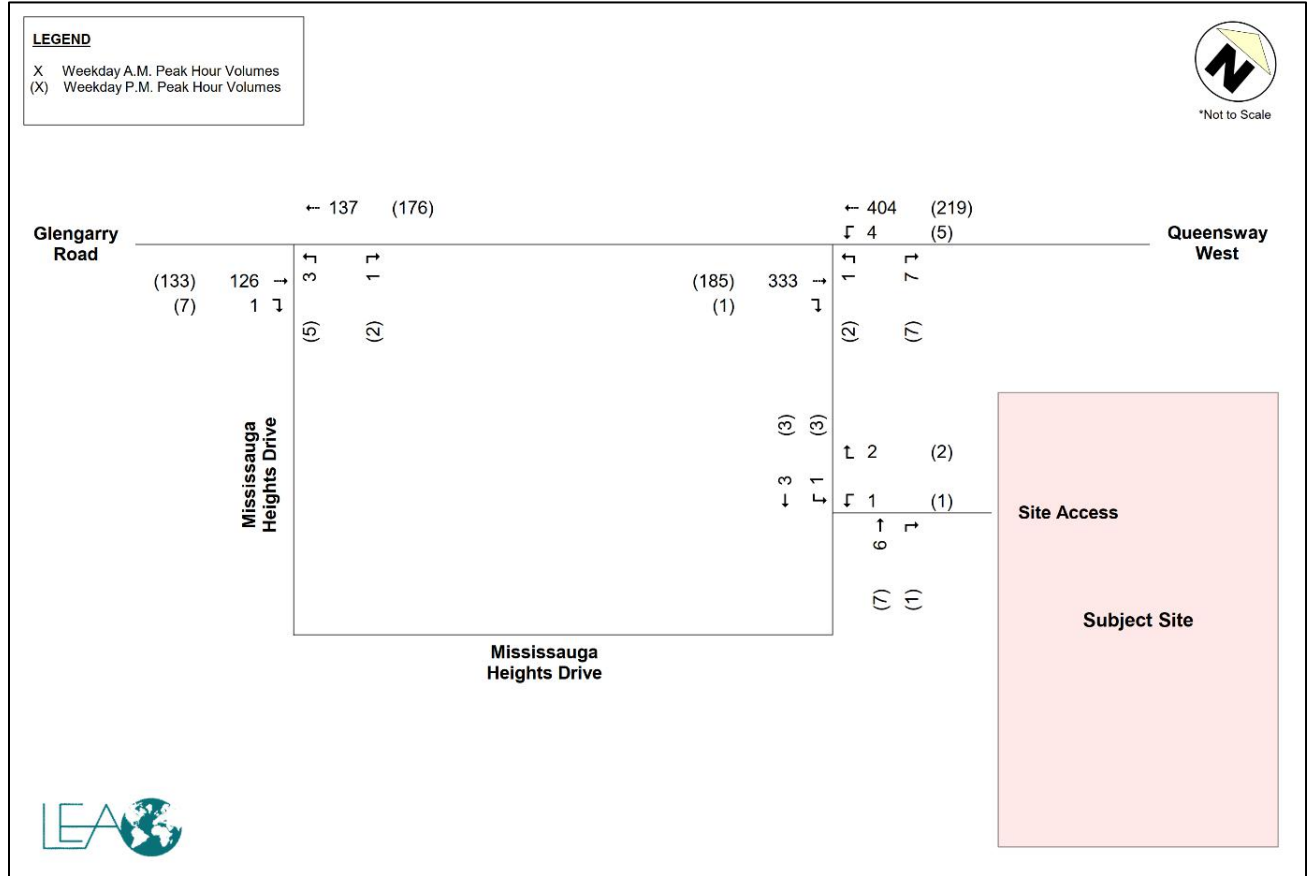 LEGEND
X Weekday A.M. Peak Hour Volumes
(X) Weekday P.M. Peak Hour Volumes
N
*Not to Scale
137 (176)
404 (219)
4 (5)
Glengarry
Road
Queensway
West
(133) 126
(7) 1
3 1
(5) (2)
(185) 333
(1)
1 7
(2) (7)
Mississauga
Heights Drive
(3) (3)
3 1
2 (2)
1 (1)
Site Access
6
(7) (1)
Subject Site
Mississauga
Heights Drive
LEA